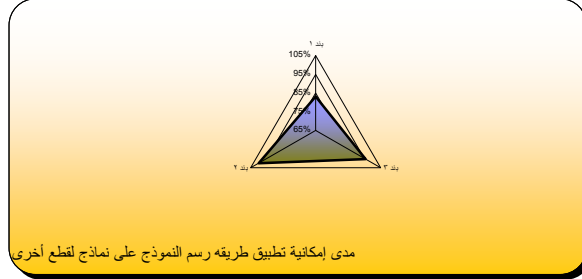 بند ١
105%
95%
85%
75%
65%
بند ٢
بند ٣
مدى إمكانية تطبيق طريقه رسم النموذج على نماذج لقطع أخرى